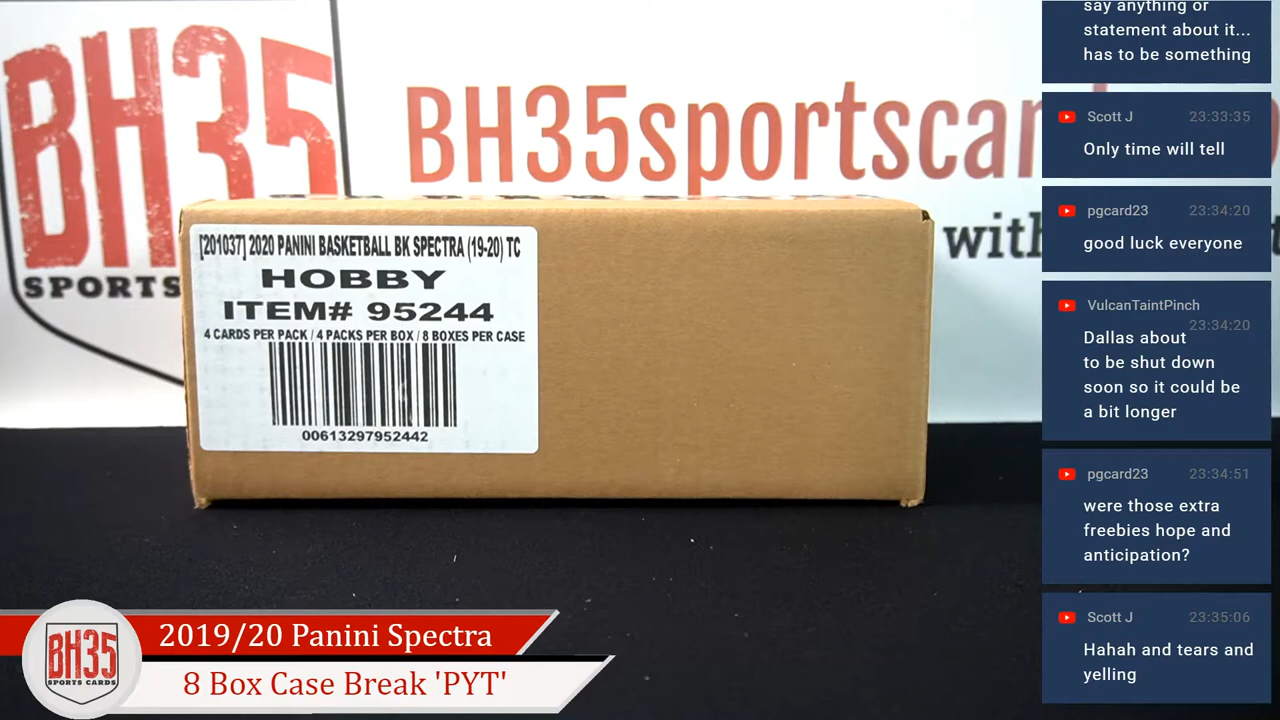 BH35
SPORTS
BH35sportscar
with
[201037] 2020 PANINI BASKETBALL BK SPECTRA (19-20) TC
HOBBY
ITEM# 95244
4 CARDS PER PACK / 4 PACKS PER BOX / 8 BOXES PER CASE
00613297952442
say anything or
statement about it...
has to be something
Scott J 23:33:35
Only time will tell
pgcard23 23:34:20
good luck everyone
VulcanTaintPinch
23:34:20
Dallas about
to be shut down
soon so it could be
a bit longer
pgcard23 23:34:51
were those extra
freebies hope and
anticipation?
Scott J 23:35:06
Hahah and tears and
yelling
BH35
SPORTS CARDS
2019/20 Panini Spectra
8 Box Case Break 'PYT'